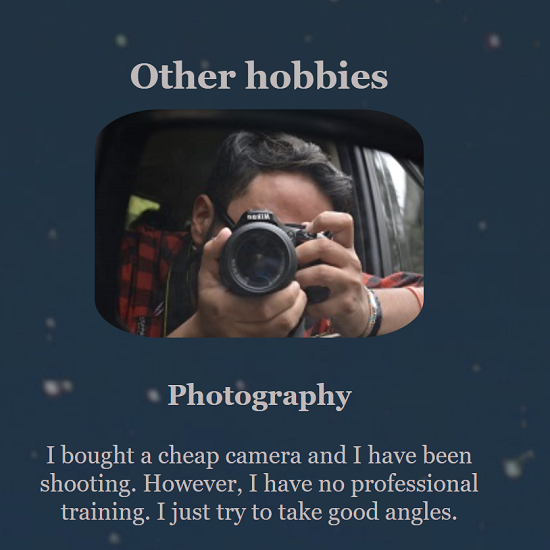 Other hobbies
Nikon
Photography
I bought a cheap camera and I have been
shooting. However, I have no professional
training. I just try to take good angles.